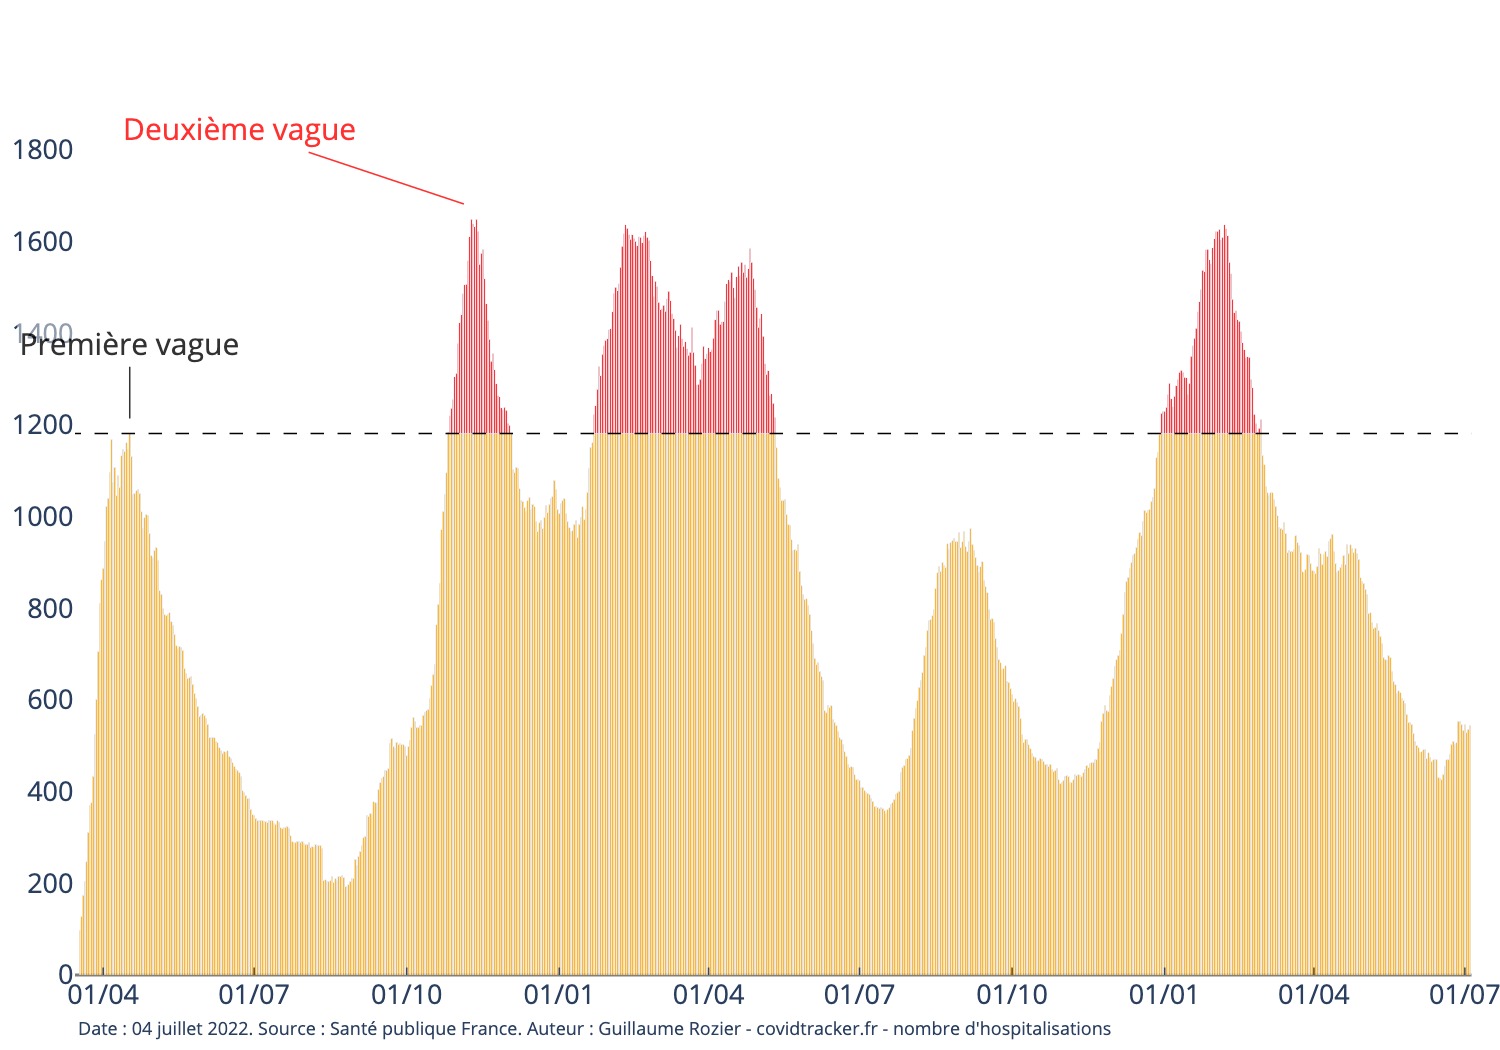 Deuxième vague
1800
1600
1400
Première vague
1200
1000
800
600
400
200
0
01/04 01/07 01/10 01/01 01/04 01/07 01/10 01/01 01/04 01/07
Date : 04 juillet 2022. Source : Santé publique France. Auteur : Guillaume Rozier - covidtracker.fr - nombre d'hospitalisations